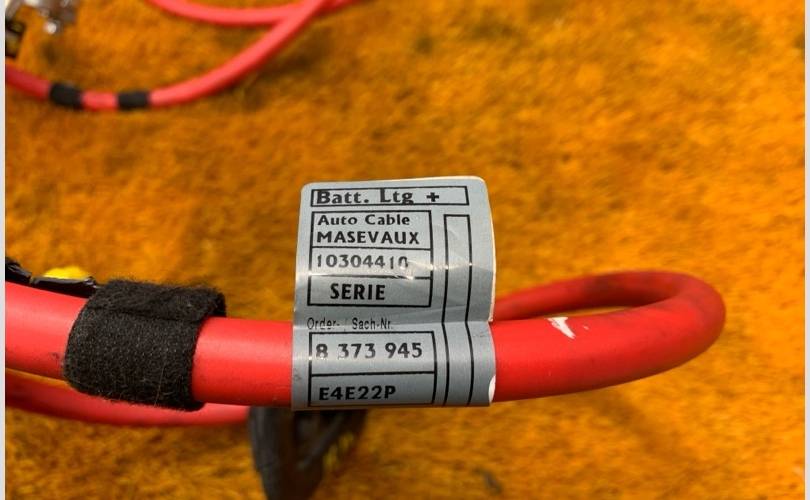 Batt. Ltg +
Auto Cable
MASEVAUX
10304410
SERIE
Order- Sach-Nr.
8 373 945
E4E22P